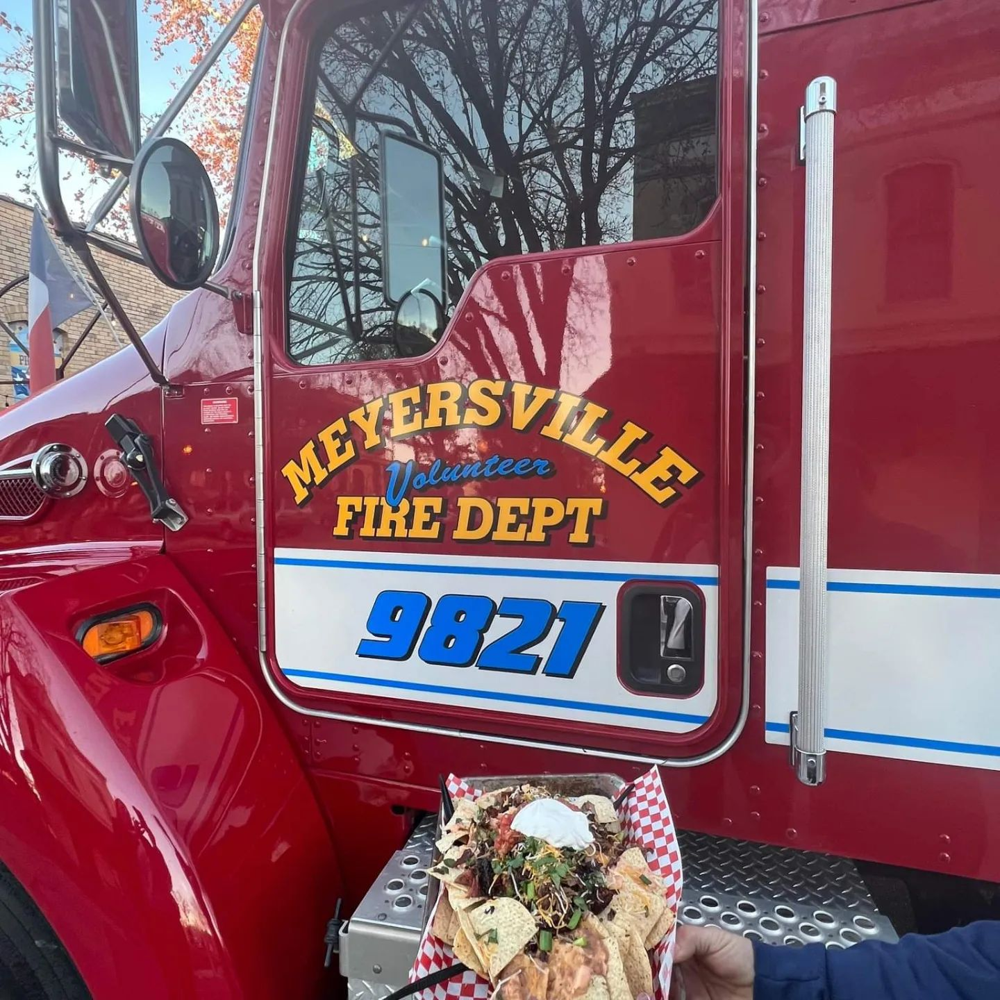 MEYERSVILLE
Volunteer
FIRE DEPT
9821